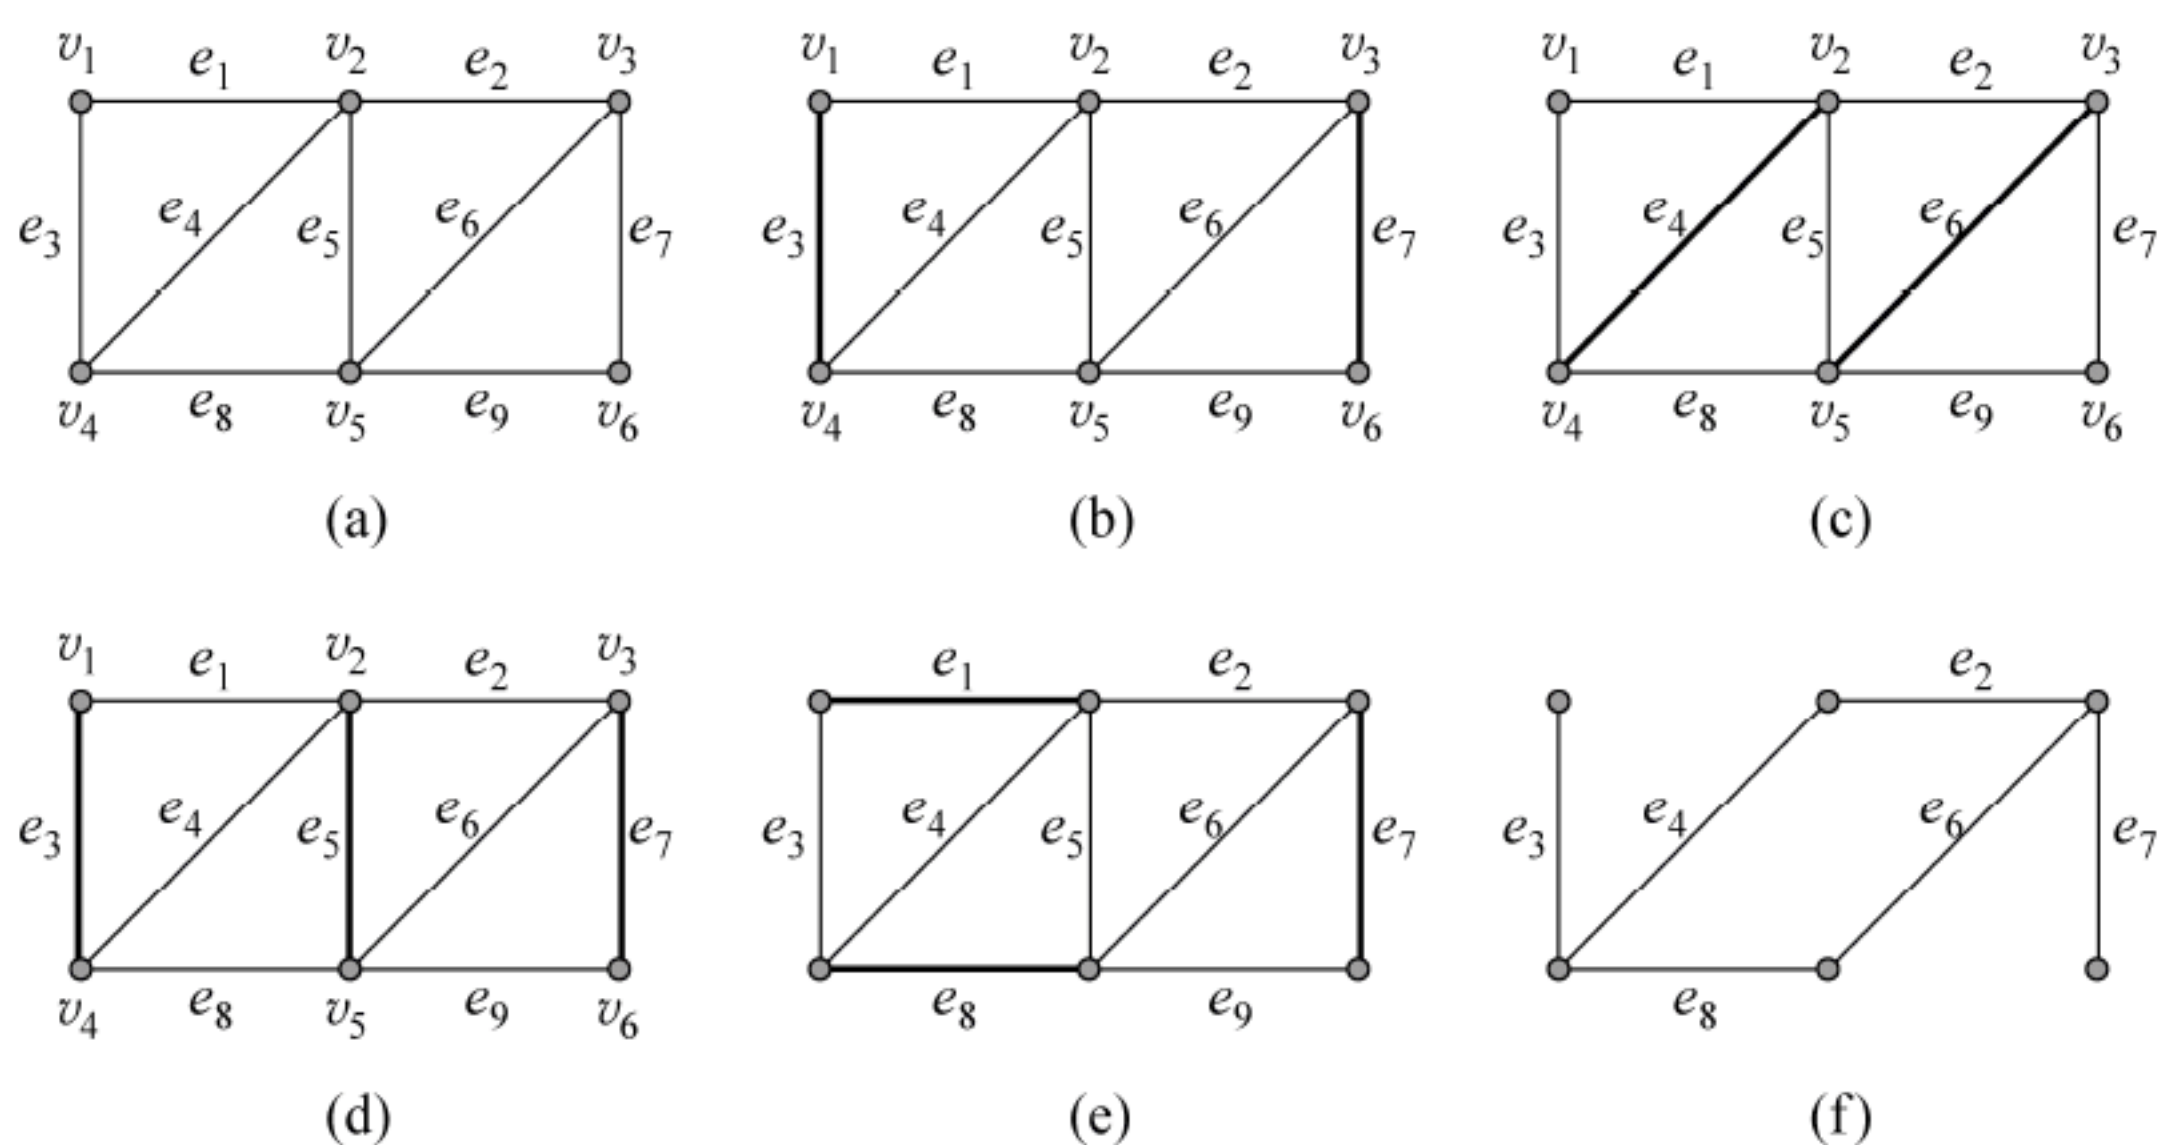 v1 e1 v2 e2 v3 v1 e1 v2 e2 v3 v1 e1 v2 e2 v3
e3 e4 e5 e6 e7 e3 e4 e5 e6 e7 e3 e4 e5 e6 e7
v4 e8 v5 e9 v6 v4 e8 v5 e9 v6 v4 e8 v5 e9 v6
(a) (b) (c)
v1 e1 v2 e2 v3 e1 e2 e2
e3 e4 e5 e6 e7 e3 e4 e5 e6 e7 e3 e4 e6 e7
v4 e8 v5 e9 v6 e8 e9 e8
(d) (e) (f)